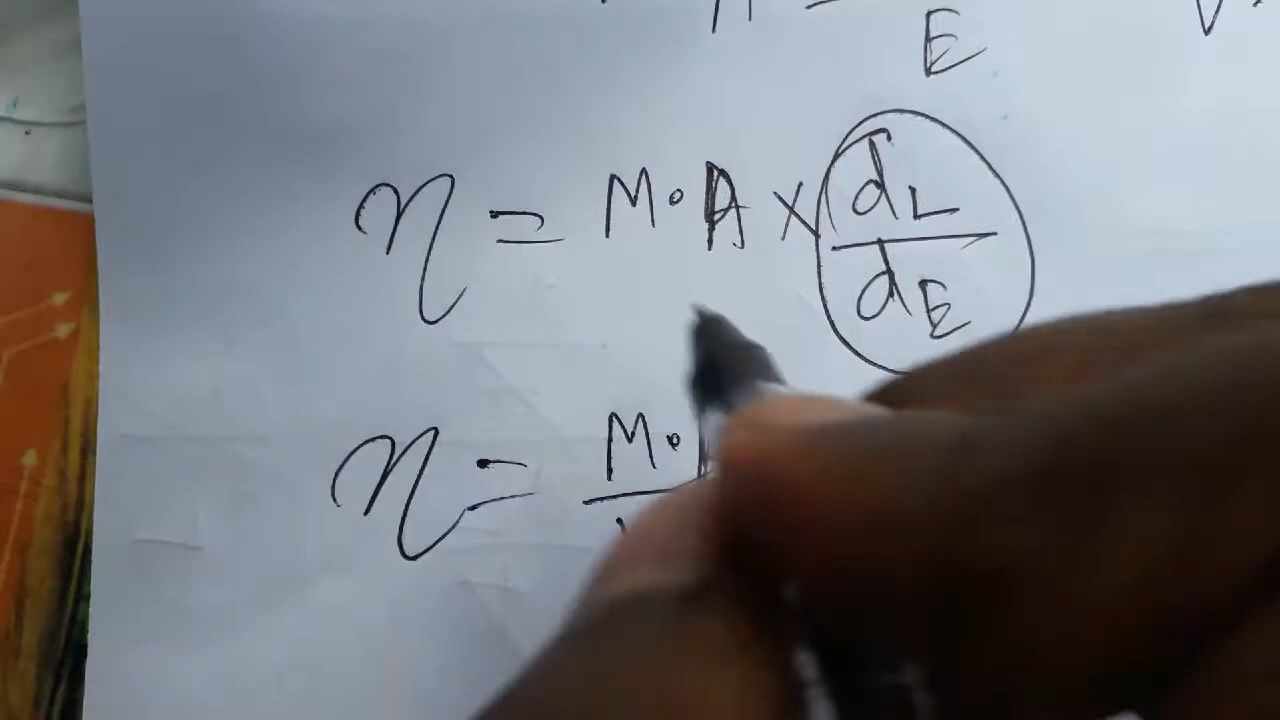 E
η = M·A × dL/dE
η = M·